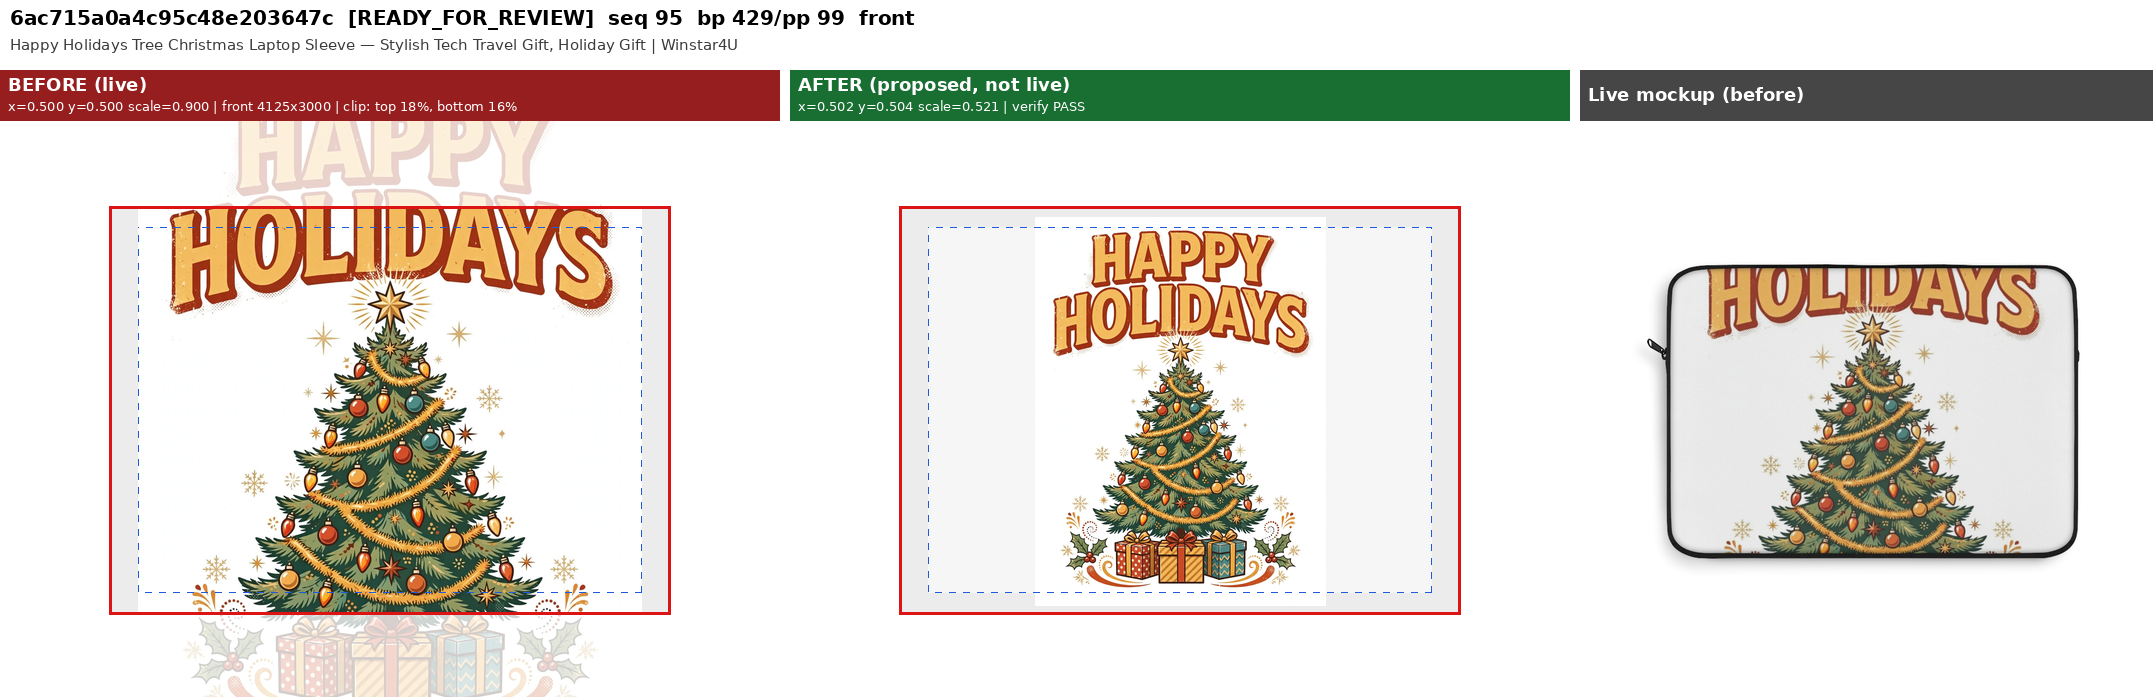 6ac715a0a4c95c48e203647c [READY_FOR_REVIEW] seq 95 bp 429/pp 99 front
Happy Holidays Tree Christmas Laptop Sleeve — Stylish Tech Travel Gift, Holiday Gift | Winstar4U
BEFORE (live)
x=0.500 y=0.500 scale=0.900 | front 4125x3000 | clip: top 18%, bottom 16%
AFTER (proposed, not live)
x=0.502 y=0.504 scale=0.521 | verify PASS
Live mockup (before)
HAPPY
HOLIDAYS
HAPPY
HOLIDAYS
HOLIDAYS